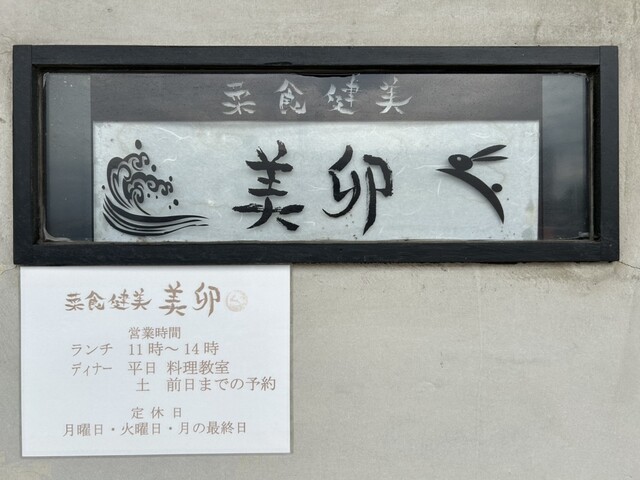 菜食健美
美卯
菜食健美 美卯
営業時間
ランチ 11時〜14時
ディナー 平日 料理教室
土 前日までの予約
定休日
月曜日・火曜日・月の最終日